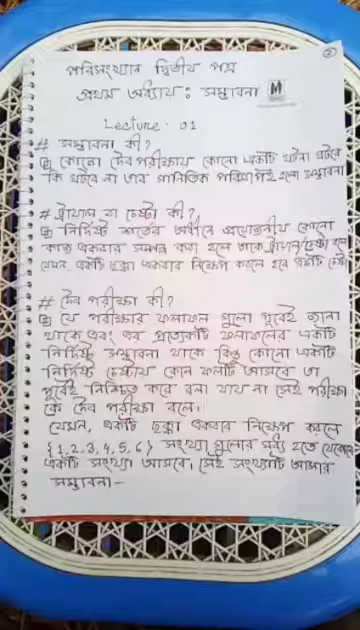 পরিসংখ্যান দ্বিতীয় পত্র
প্রথম অধ্যায় : সম্ভাবনা
M
Lecture - 01
# সম্ভাবনা কী?
কোনো দৈব পরীক্ষায় কোনো একটি ঘটনা ঘটবে
কি ঘটবে না তার গানিতিক পরিমাপই হলো সম্ভাবনা
# ট্রায়াল বা চেষ্টা কী?
নির্দিষ্ট শর্তের অধীনে প্রয়োজনীয় কোনো
কাজ একবার সম্পন্ন করা হলে তাকে ট্রায়াল/চেষ্টা বলে
যেমন, একটি ছক্কা একবার নিক্ষেপ করলে হবে একটি চেষ্টা
# দৈব পরীক্ষা কী?
যে পরীক্ষার ফলাফল গুলো পূর্বেই জানা
থাকে এবং এর প্রত্যেকটি ফলাফলের একটি
নির্দিষ্ট সম্ভাবনা থাকে কিন্তু কোনো একটি
নির্দিষ্ট চেষ্টায় কোন ফলটি আসবে তা
পূর্বেই নিশ্চিত করে বলা যায় না সেই পরীক্ষা
কে দৈব পরীক্ষা বলে।
যেমন, একটি ছক্কা একবার নিক্ষেপ করলে
{1,2,3,4,5,6} সংখ্যা গুলোর মধ্য হতে যেকোন
একটি সংখ্যা আসবে। সেই সংখ্যাটি আসার
সম্ভাবনা—